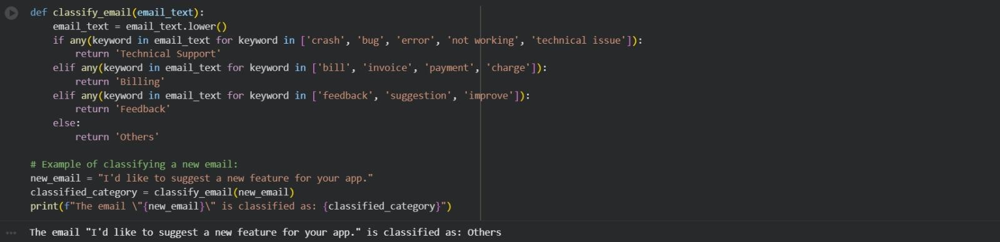 def classify_email(email_text):
    email_text = email_text.lower()
    if any(keyword in email_text for keyword in ['crash', 'bug', 'error', 'not working', 'technical issue']):
        return 'Technical Support'
    elif any(keyword in email_text for keyword in ['bill', 'invoice', 'payment', 'charge']):
        return 'Billing'
    elif any(keyword in email_text for keyword in ['feedback', 'suggestion', 'improve']):
        return 'Feedback'
    else:
        return 'Others'

# Example of classifying a new email:
new_email = "I'd like to suggest a new feature for your app."
classified_category = classify_email(new_email)
print(f"The email \"{new_email}\" is classified as: {classified_category}")
The email "I'd like to suggest a new feature for your app." is classified as: Others